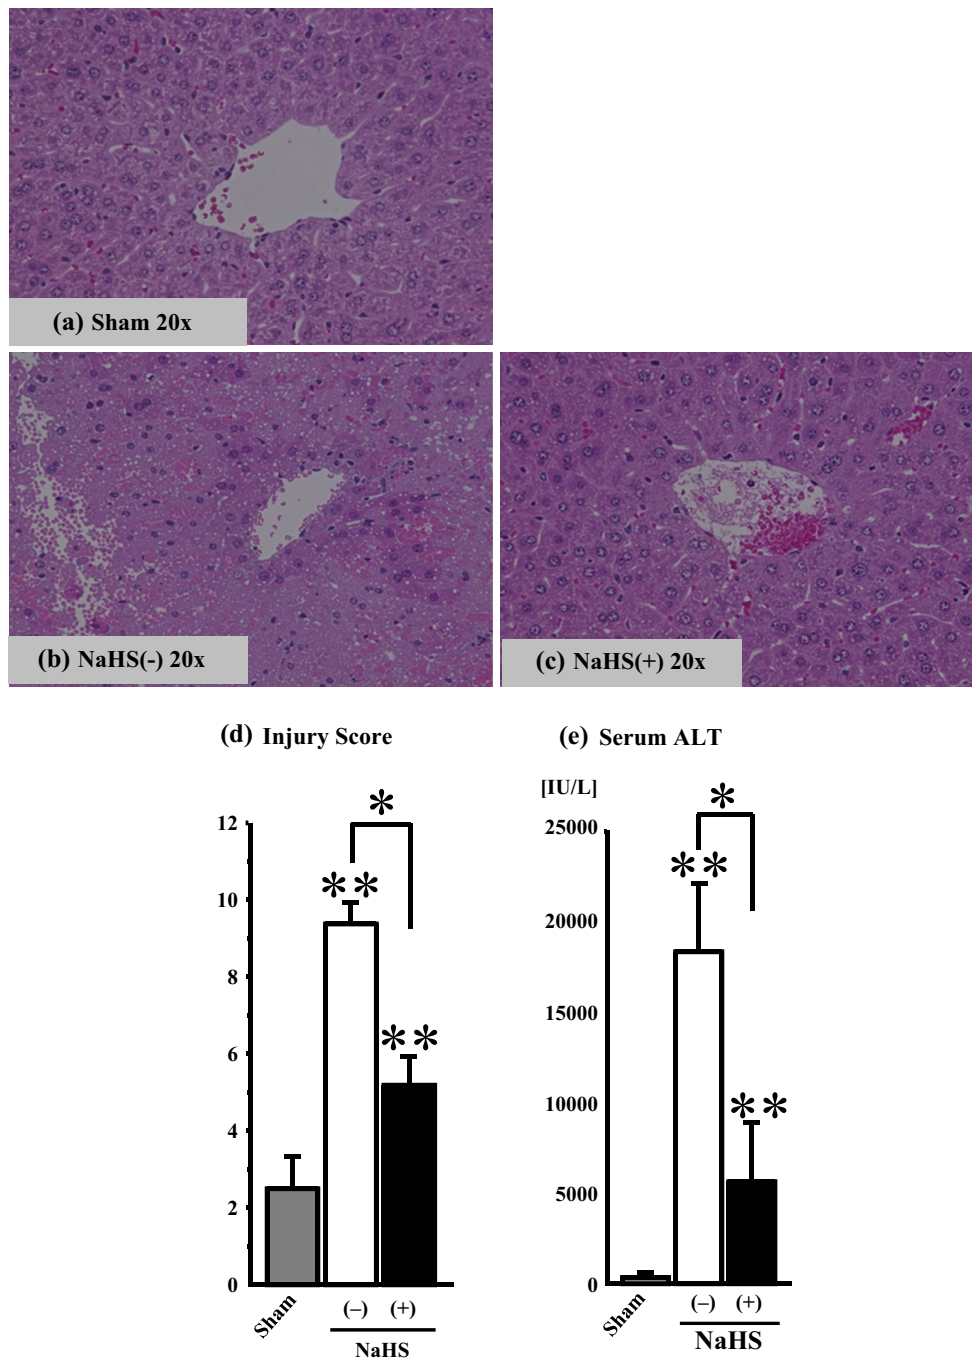 (a) Sham 20x
(b) NaHS(-) 20x
(c) NaHS(+) 20x
(d) Injury Score
12
10
8
6
4
2
0
*
**
**
Sham
(–)
(+)
NaHS
(e) Serum ALT
[IU/L]
25000
20000
15000
10000
5000
0
*
**
**
Sham
(–)
(+)
NaHS